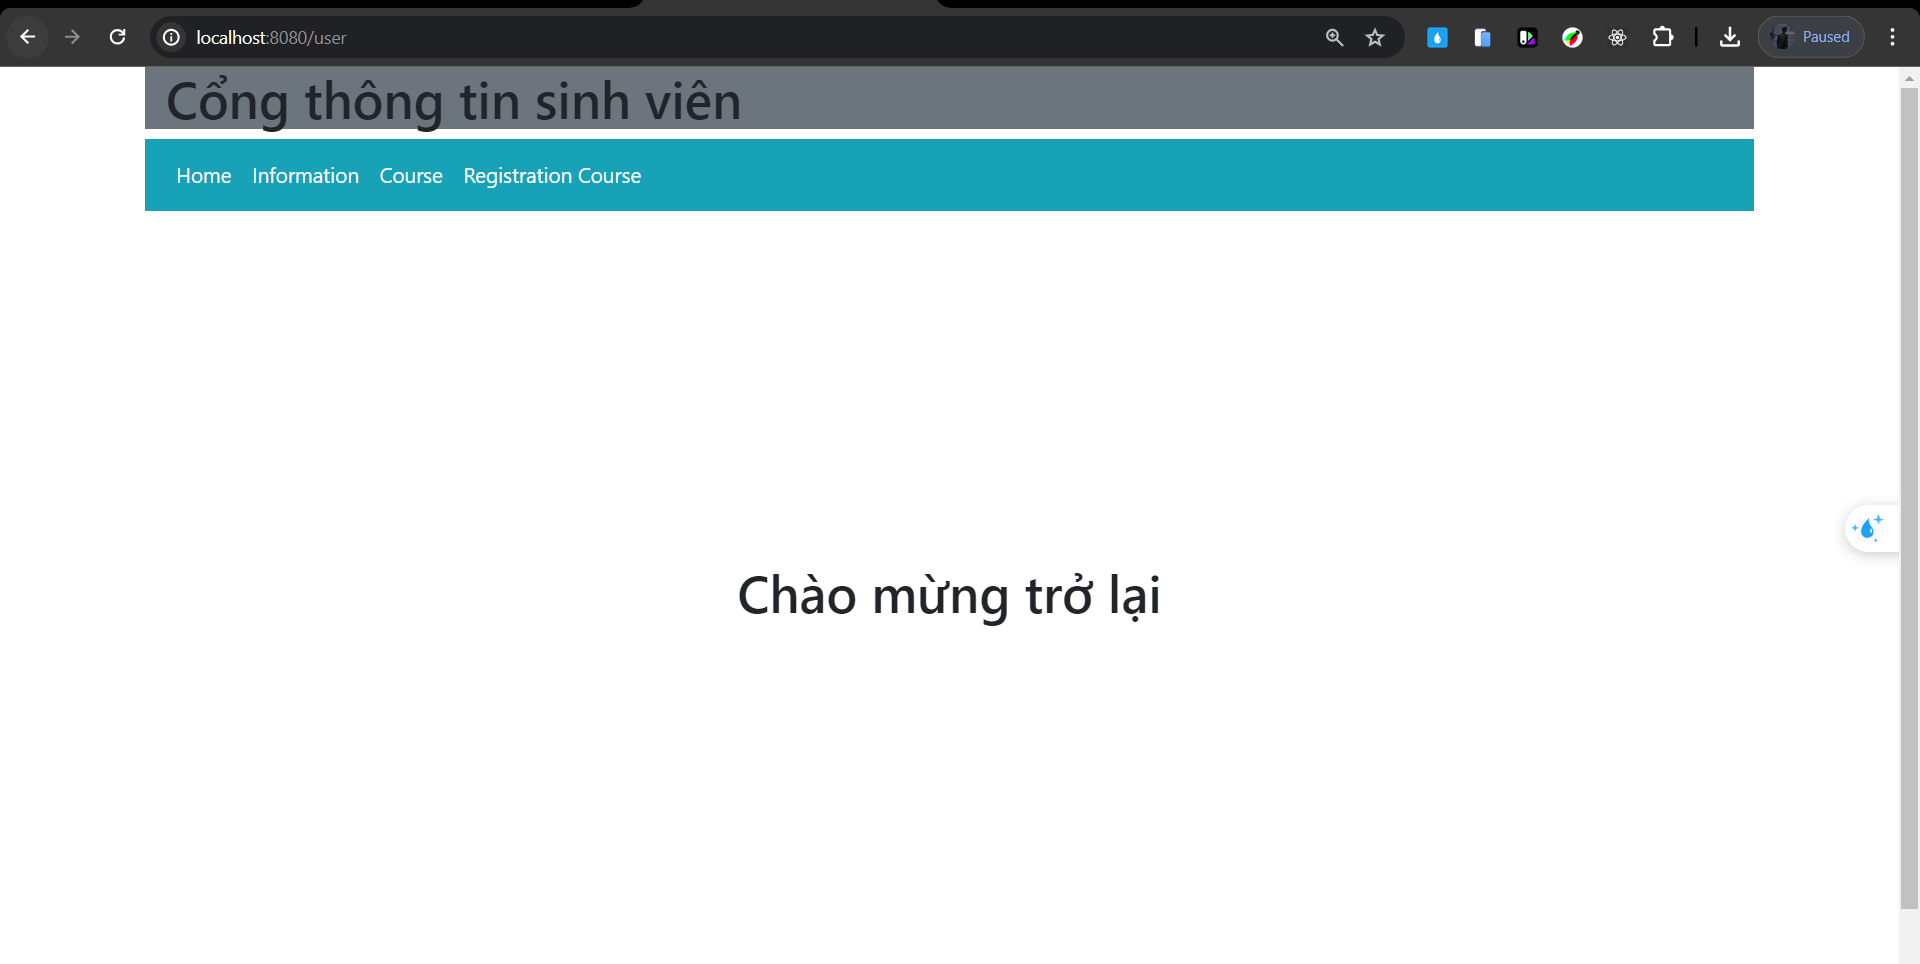 localhost:8080/user
Paused
Cổng thông tin sinh viên
Home Information Course Registration Course
Chào mừng trở lại